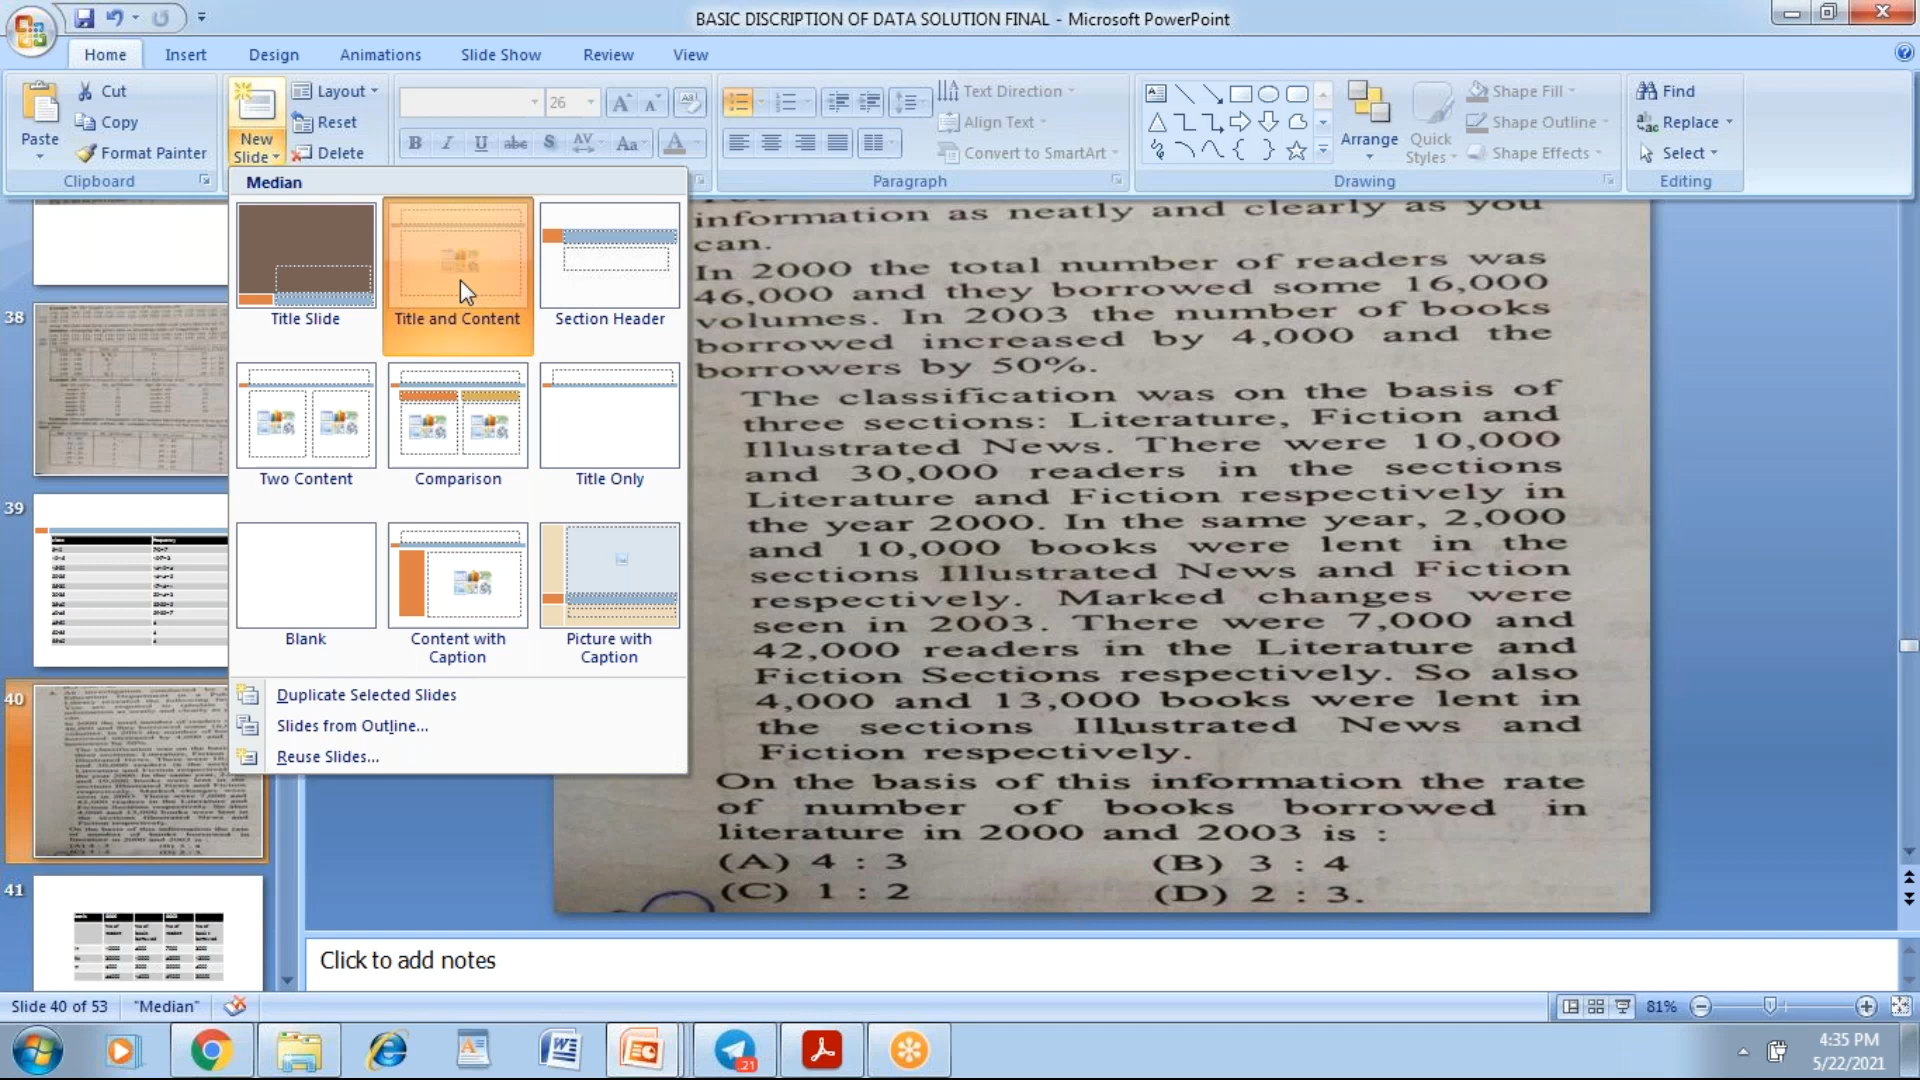 BASIC DISCRIPTION OF DATA SOLUTION FINAL - Microsoft PowerPoint
Home Insert Design Animations Slide Show Review View
Paste
Cut
Copy
Format Painter
Clipboard
New Slide
Layout
Reset
Delete
26
B I U abc S AV Aa A
Text Direction
Align Text
Convert to SmartArt
Paragraph
Arrange
Quick Styles
Shape Fill
Shape Outline
Shape Effects
Drawing
Find
Replace
Select
Editing
Median
Title Slide
Title and Content
Section Header
Two Content
Comparison
Title Only
Blank
Content with Caption
Picture with Caption
Duplicate Selected Slides
Slides from Outline...
Reuse Slides...
38
39
40
41
information as neatly and clearly as you
can.
In 2000 the total number of readers was
46,000 and they borrowed some 16,000
volumes. In 2003 the number of books
borrowed increased by 4,000 and the
borrowers by 50%.
The classification was on the basis of
three sections: Literature, Fiction and
Illustrated News. There were 10,000
and 30,000 readers in the sections
Literature and Fiction respectively in
the year 2000. In the same year, 2,000
and 10,000 books were lent in the
sections Illustrated News and Fiction
respectively. Marked changes were
seen in 2003. There were 7,000 and
42,000 readers in the Literature and
Fiction Sections respectively. So also
4,000 and 13,000 books were lent in
the sections Illustrated News and
Fiction respectively.
On the basis of this information the rate
of number of books borrowed in
literature in 2000 and 2003 is :
(A) 4 : 3 (B) 3 : 4
(C) 1 : 2 (D) 2 : 3.
Click to add notes
Slide 40 of 53 "Median" 81%
21
4:35 PM
5/22/2021